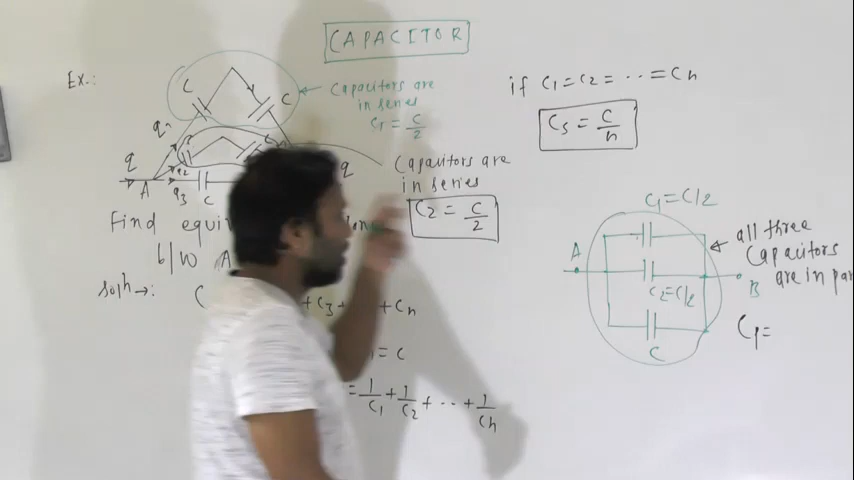 CAPACITOR
Ex.:
C
C
Capacitors are
in series
C1 = C/2
q1
q
A
q2
q3
C
q
Capacitors are
in series
C2 = C/2
Find
b/w A
Soln →:
C
+ C3 +
+ Cn
= C
= 1/C1 + 1/C2 + ... + 1/Cn
if C1 = C2 = ... = Cn
Cs = C/n
C1 = C/2
A
C2 = C/2
C
B
all three
Capacitors
are in
Cp =